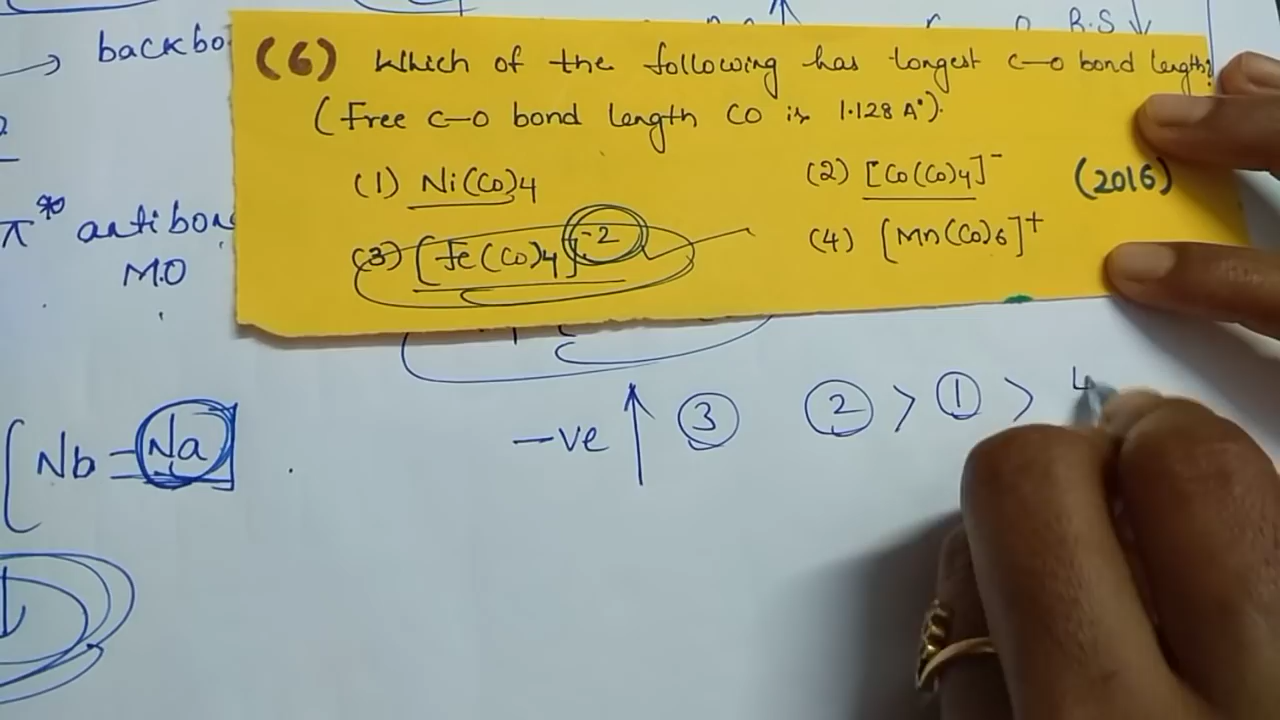 R.S ↓
backbo
(6) Which of the following has longest C—O bond length?
(Free C—O bond length CO is 1.128 A°).
(1) Ni(Co)4 (2) [Co(Co)4]⁻ (2016)
(3) [Fe(Co)4]⁻² (4) [Mn(Co)6]⁺
π* antibon
M.O
-ve ↑ ③ ② > ① > 4
[Nb = Na